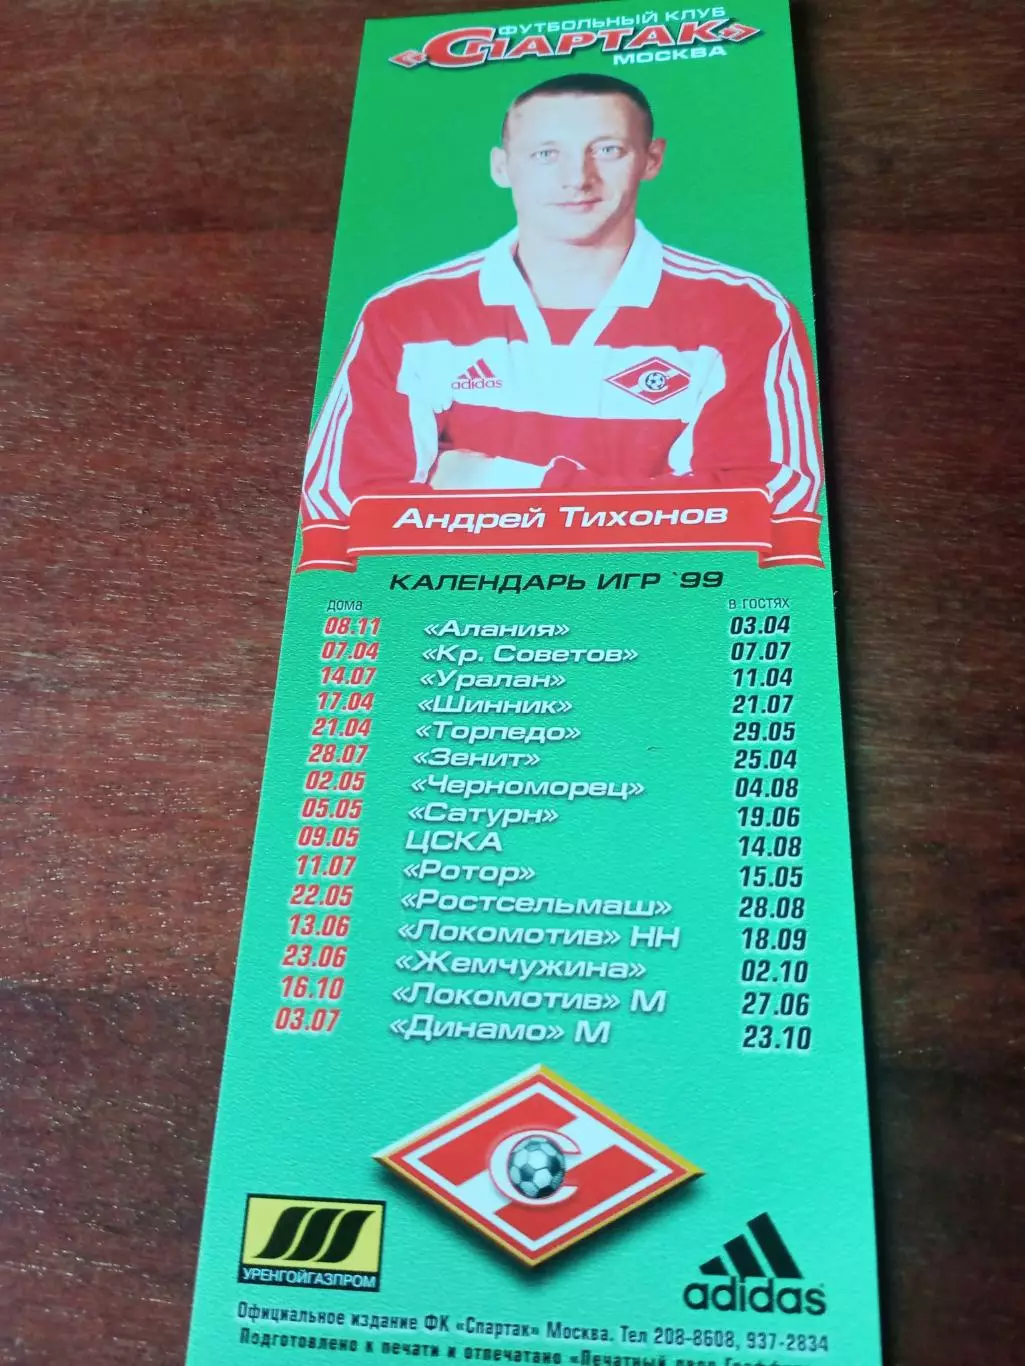 ФУТБОЛЬНЫЙ КЛУБ
«СПАРТАК»
МОСКВА
adidas
С
Андрей Тихонов
КАЛЕНДАРЬ ИГР `99
дома в гостях
08.11 «Алания» 03.04
07.04 «Кр. Советов» 07.07
14.07 «Уралан» 11.04
17.04 «Шинник» 21.07
21.04 «Торпедо» 29.05
28.07 «Зенит» 25.04
02.05 «Черноморец» 04.08
05.05 «Сатурн» 19.06
09.05 ЦСКА 14.08
11.07 «Ротор» 15.05
22.05 «Ростсельмаш» 28.08
13.06 «Локомотив» НН 18.09
23.06 «Жемчужина» 02.10
16.10 «Локомотив» М 27.06
03.07 «Динамо» М 23.10
С
УРЕНГОЙГАЗПРОМ
adidas
Официальное издание ФК «Спартак» Москва. Тел 208-8608, 937-2834
Подготовлено к печати и отпечатано «Печатный двор